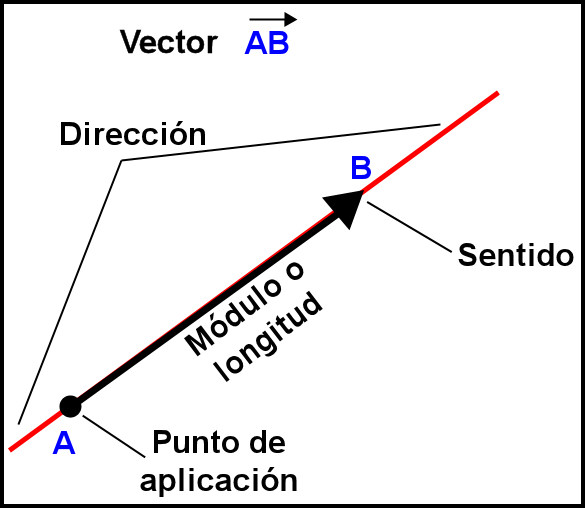 Vector AB
Dirección
B
Sentido
Módulo o
longitud
A
Punto de
aplicación